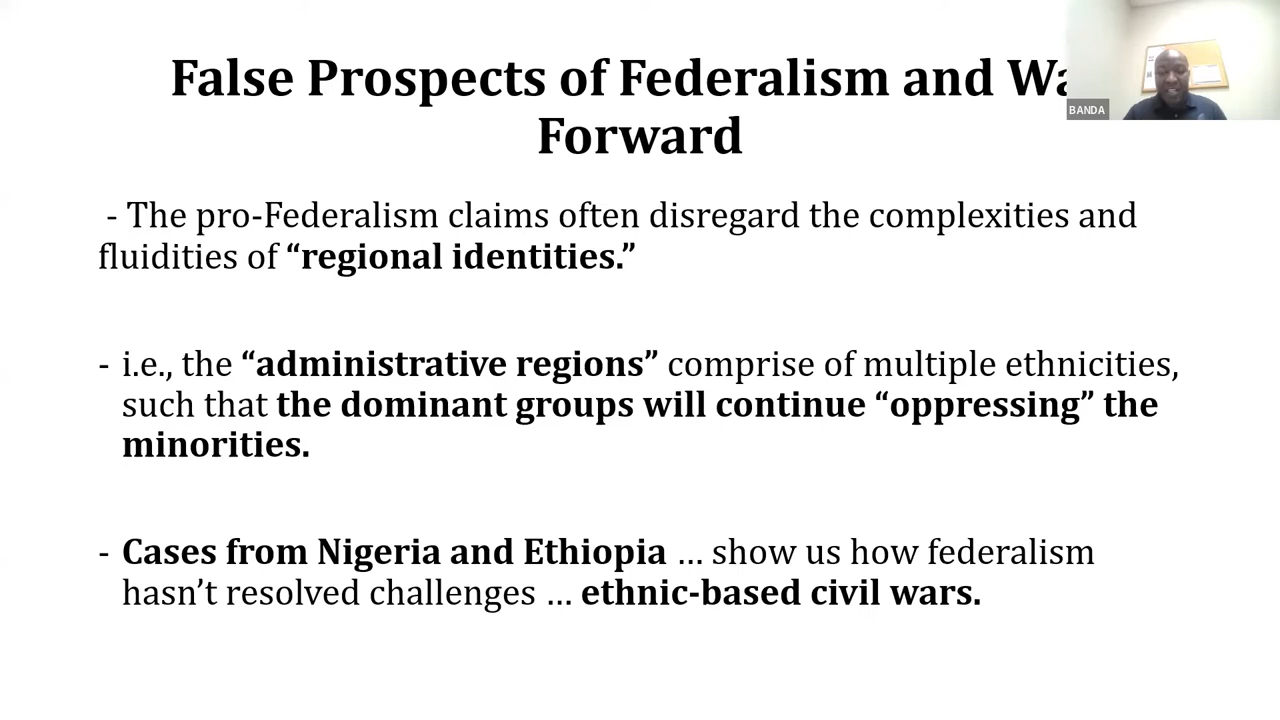 False Prospects of Federalism and
Forward
BANDA
- The pro-Federalism claims often disregard the complexities and
fluidities of “regional identities.”
- i.e., the “administrative regions” comprise of multiple ethnicities,
such that the dominant groups will continue “oppressing” the
minorities.
- Cases from Nigeria and Ethiopia … show us how federalism
hasn’t resolved challenges … ethnic-based civil wars.